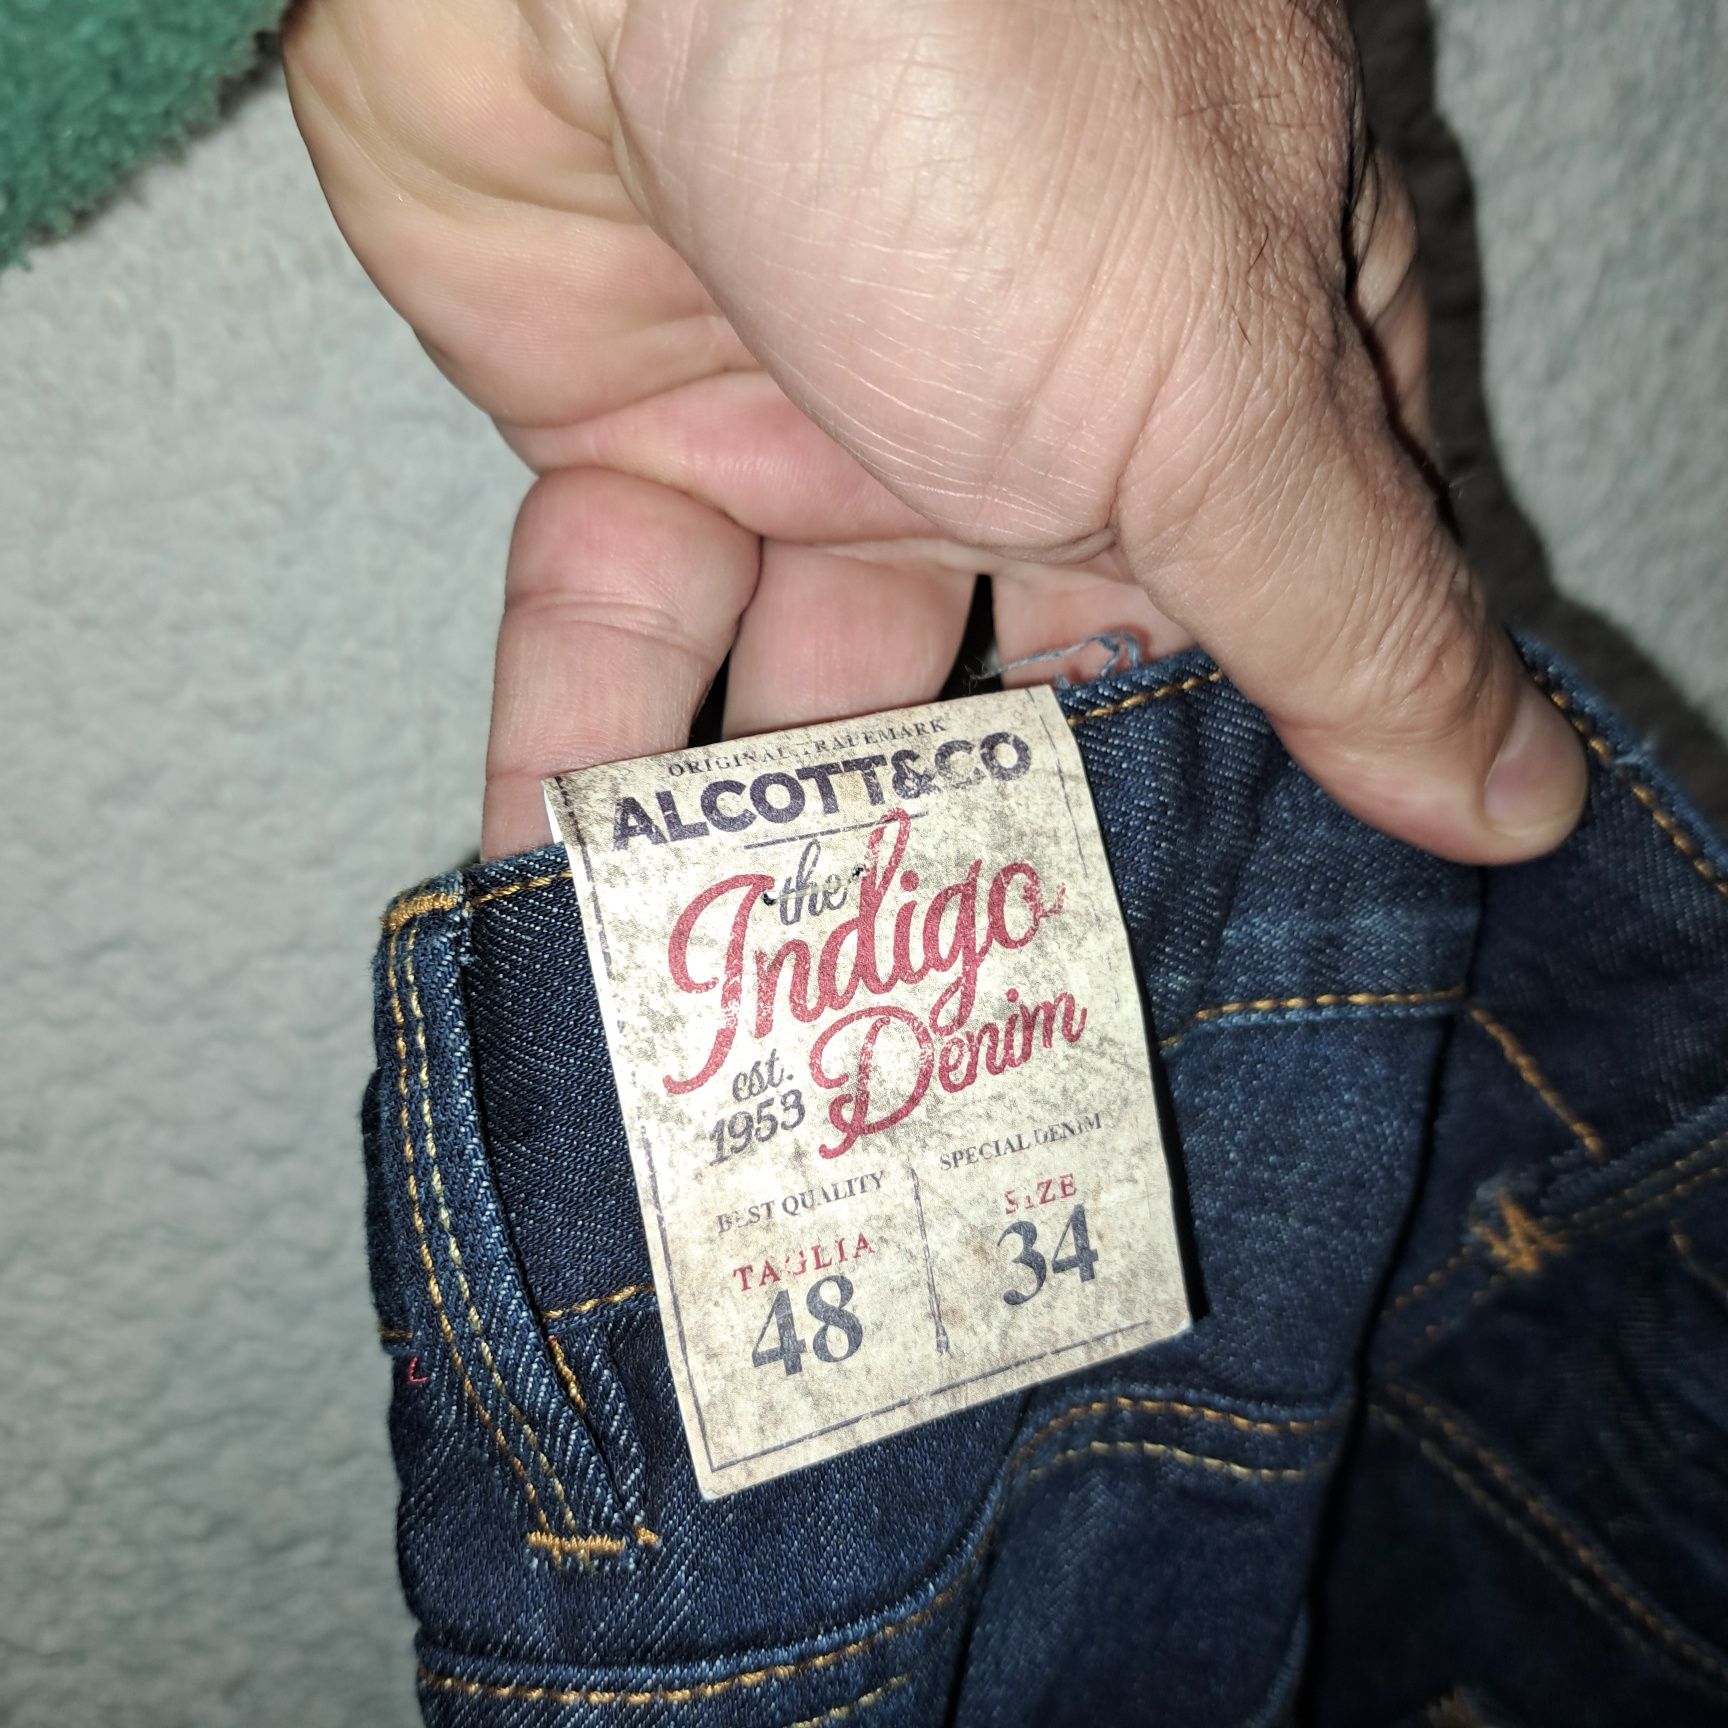 ORIGINAL TRADEMARK
ALCOTT&CO
the
Indigo
Denim
est.
1953
BEST QUALITY
TAGLIA
48
SPECIAL DENIM
SIZE
34